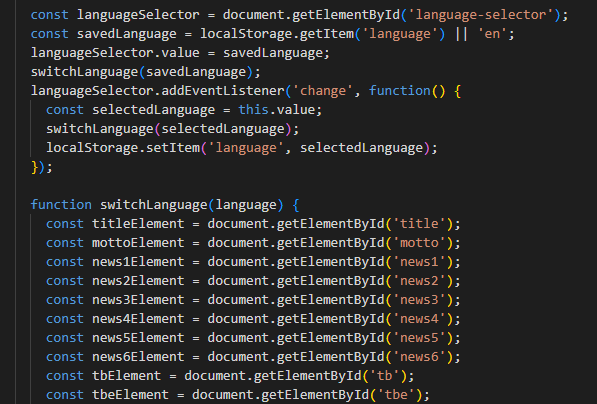 const languageSelector = document.getElementById('language-selector');
const savedLanguage = localStorage.getItem('language') || 'en';
languageSelector.value = savedLanguage;
switchLanguage(savedLanguage);
languageSelector.addEventListener('change', function() {
  const selectedLanguage = this.value;
  switchLanguage(selectedLanguage);
  localStorage.setItem('language', selectedLanguage);
});

function switchLanguage(language) {
  const titleElement = document.getElementById('title');
  const mottoElement = document.getElementById('motto');
  const news1Element = document.getElementById('news1');
  const news2Element = document.getElementById('news2');
  const news3Element = document.getElementById('news3');
  const news4Element = document.getElementById('news4');
  const news5Element = document.getElementById('news5');
  const news6Element = document.getElementById('news6');
  const tbElement = document.getElementById('tb');
  const tbeElement = document.getElementById('tbe');